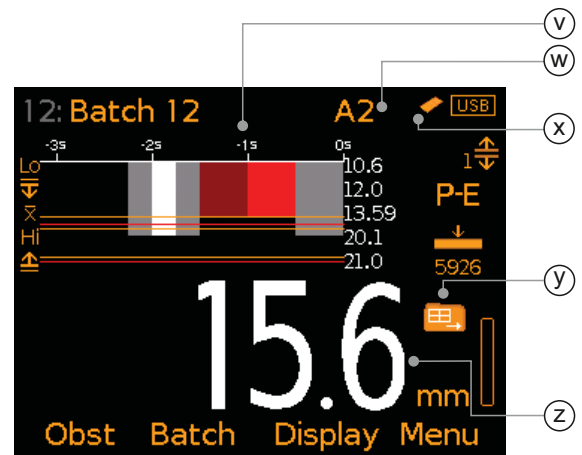 v
w
12: Batch 12 A2 USB
x
-3s -2s -1s 0s
Lo 10.6
1
12.0
P-E
x̄ 13.59
Hi 20.1
21.0
5926
y
15.6
mm
z
Obst Batch Display Menu